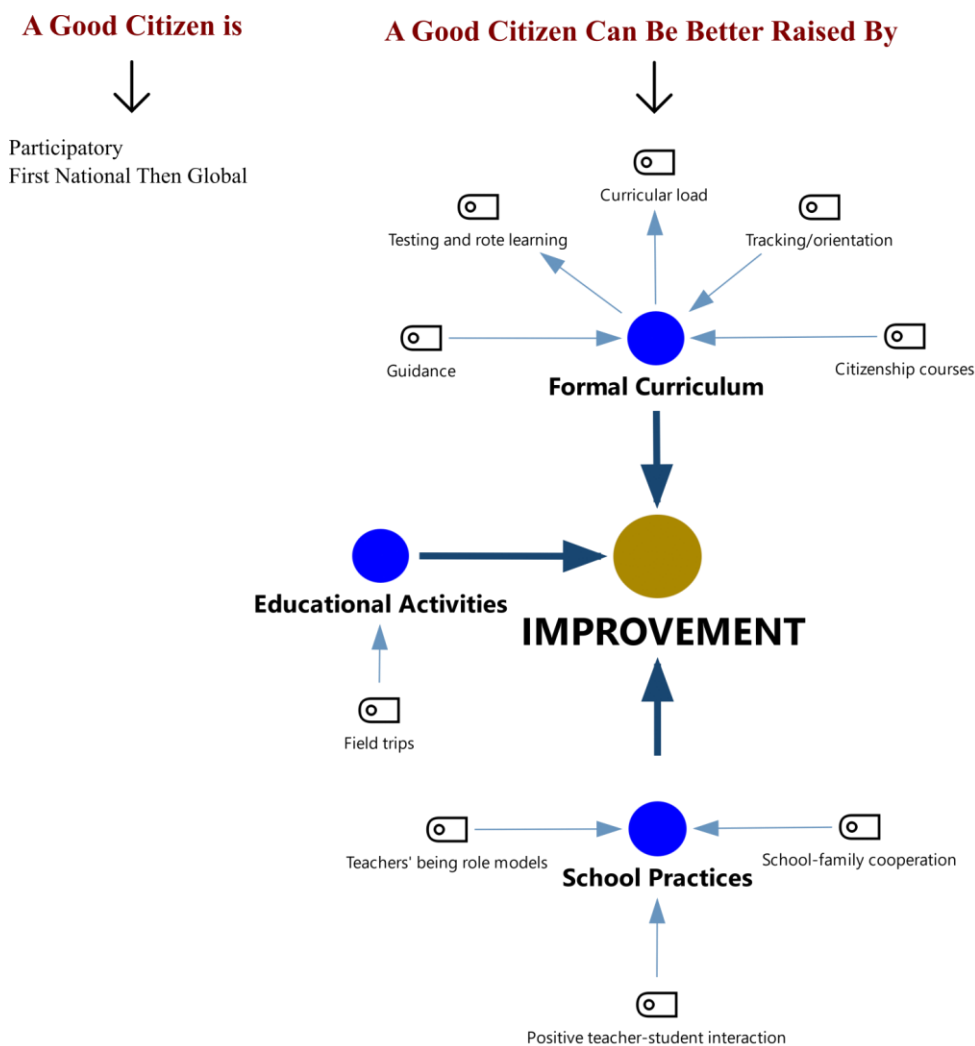 A Good Citizen is
A Good Citizen Can Be Better Raised By
Participatory
First National Then Global
Curricular load
Testing and rote learning
Tracking/orientation
Guidance
Citizenship courses
Formal Curriculum
Educational Activities
IMPROVEMENT
Field trips
Teachers' being role models
School-family cooperation
School Practices
Positive teacher-student interaction